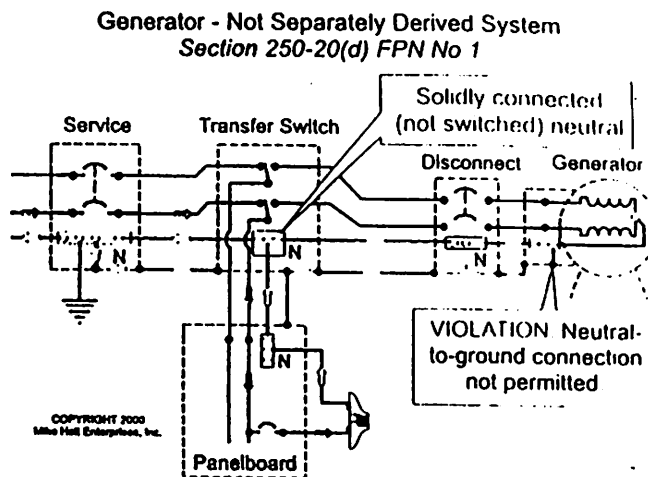 Generator - Not Separately Derived System
Section 250-20(d) FPN No 1
Solidly connected
(not switched) neutral
Service
Transfer Switch
Disconnect
Generator
N
N
N
N
VIOLATION Neutral-
to-ground connection
not permitted
COPYRIGHT 2000
Mike Holt Enterprises, Inc.
Panelboard